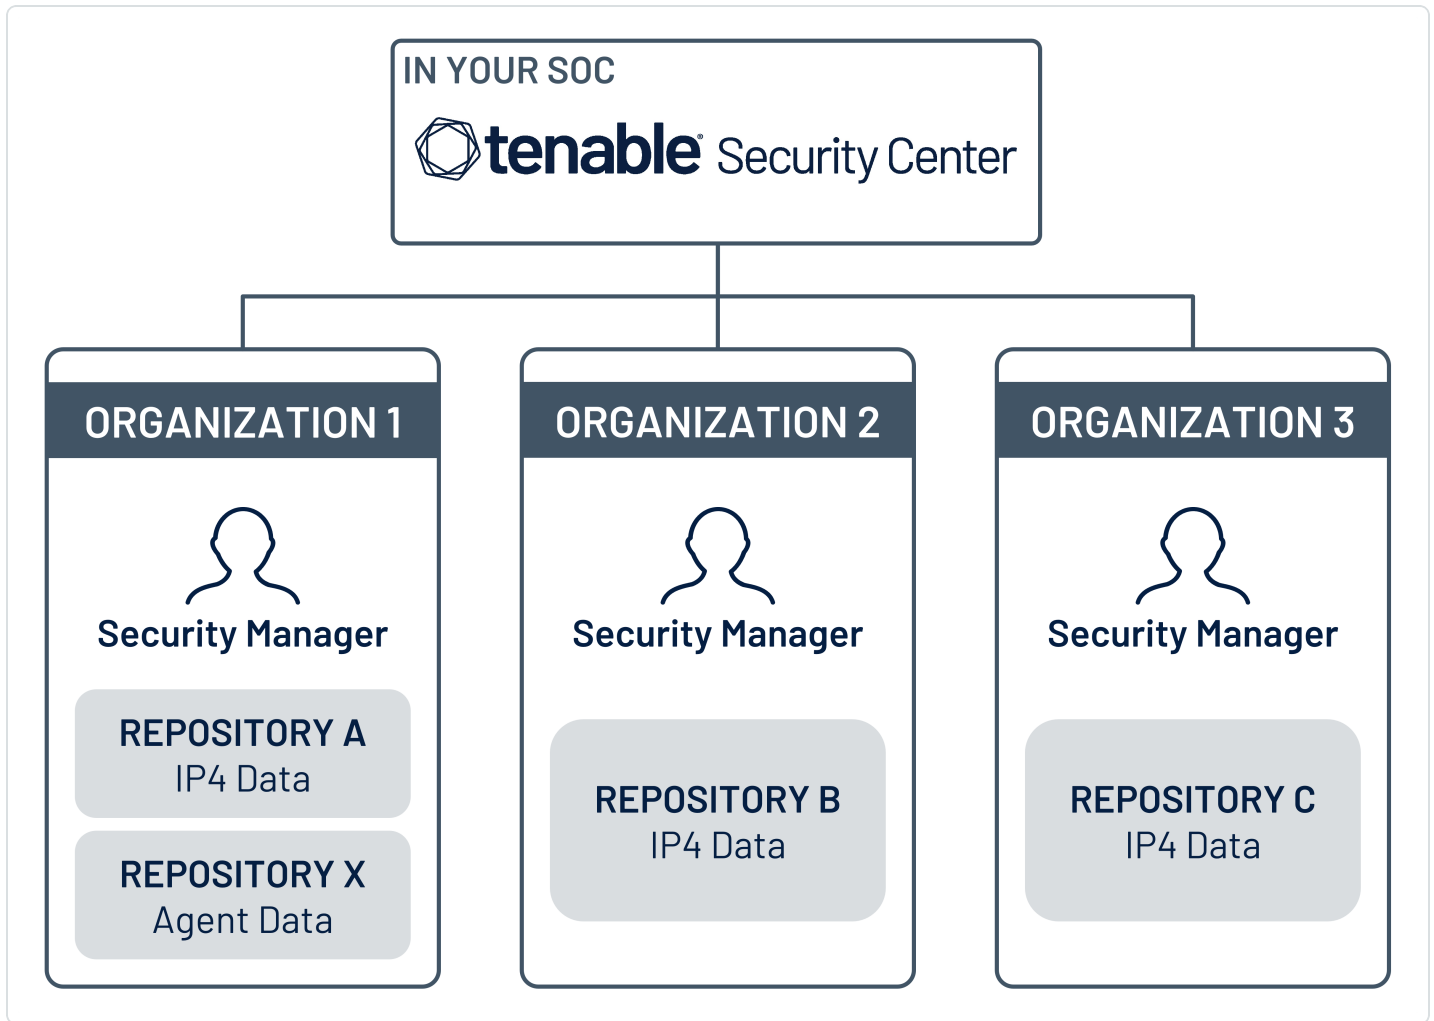 IN YOUR SOC
tenable® Security Center
ORGANIZATION 1
Security Manager
REPOSITORY A
IP4 Data
REPOSITORY X
Agent Data
ORGANIZATION 2
Security Manager
REPOSITORY B
IP4 Data
ORGANIZATION 3
Security Manager
REPOSITORY C
IP4 Data